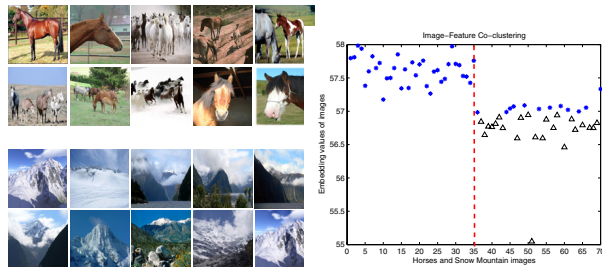 Image−Feature Co−clustering
Embedding values of images
58
57.5
57
56.5
56
55.5
55
0 5 10 15 20 25 30 35 40 45 50 55 60 65 70
Horses and Snow Mountain images